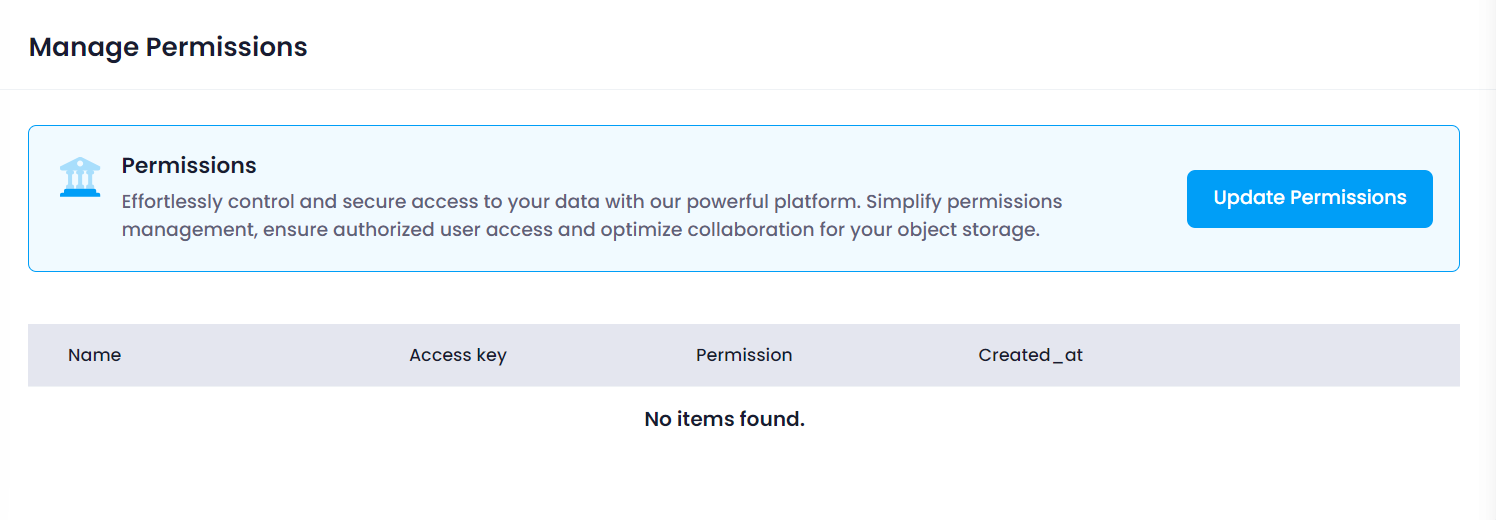 Manage Permissions
Permissions
Effortlessly control and secure access to your data with our powerful platform. Simplify permissions
management, ensure authorized user access and optimize collaboration for your object storage.
Update Permissions
Name Access key Permission Created_at
No items found.